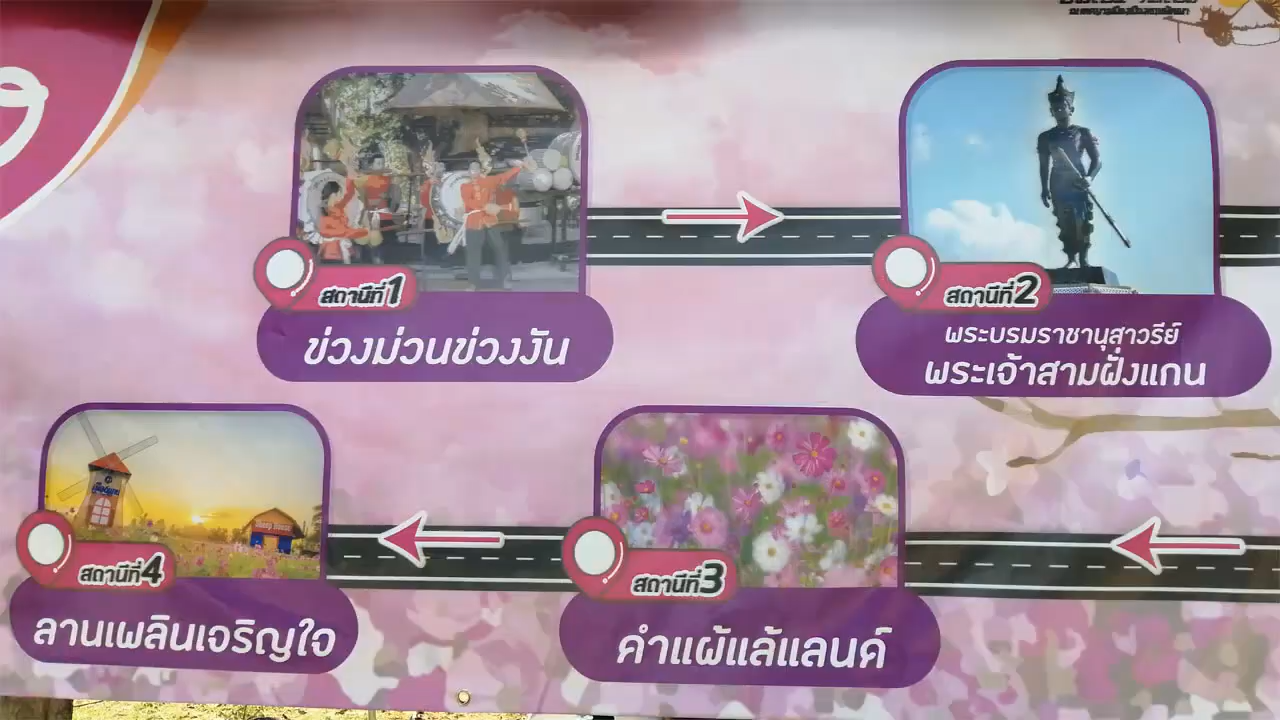 สถานีที่1
ข่วงม่วนข่วงงัน
สถานีที่2
พระบรมราชานุสาวรีย์
พระเจ้าสามฝั่งแกน
สถานีที่4
ลานเพลินเจริญใจ
สถานีที่3
คำแผ้แล้แลนด์